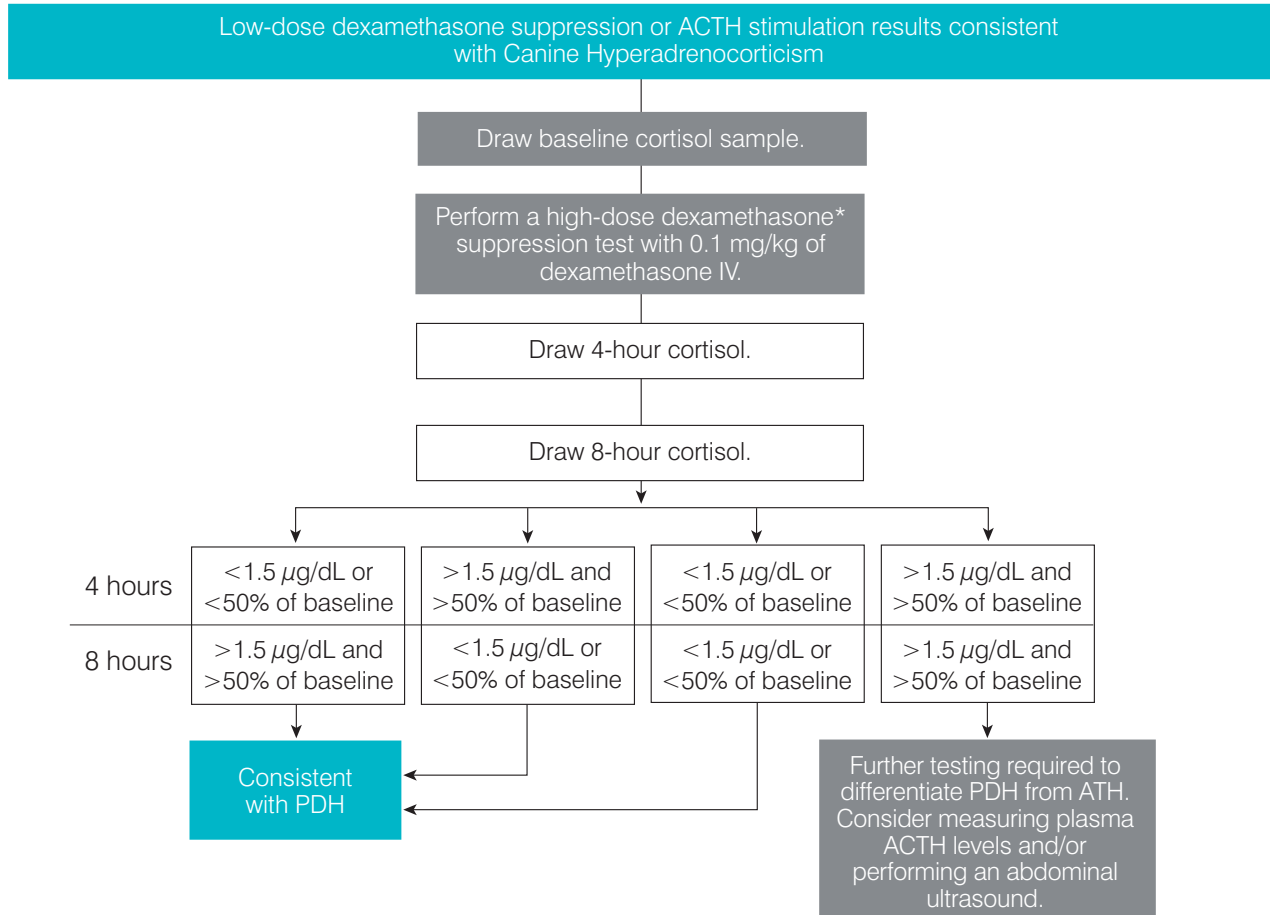 Low-dose dexamethasone suppression or ACTH stimulation results consistent
with Canine Hyperadrenocorticism
Draw baseline cortisol sample.
Perform a high-dose dexamethasone*
suppression test with 0.1 mg/kg of
dexamethasone IV.
Draw 4-hour cortisol.
Draw 8-hour cortisol.
4 hours
<1.5 µg/dL or
<50% of baseline
>1.5 µg/dL and
>50% of baseline
<1.5 µg/dL or
<50% of baseline
>1.5 µg/dL and
>50% of baseline
8 hours
>1.5 µg/dL and
>50% of baseline
<1.5 µg/dL or
<50% of baseline
<1.5 µg/dL or
<50% of baseline
>1.5 µg/dL and
>50% of baseline
Consistent
with PDH
Further testing required to
differentiate PDH from ATH.
Consider measuring plasma
ACTH levels and/or
performing an abdominal
ultrasound.